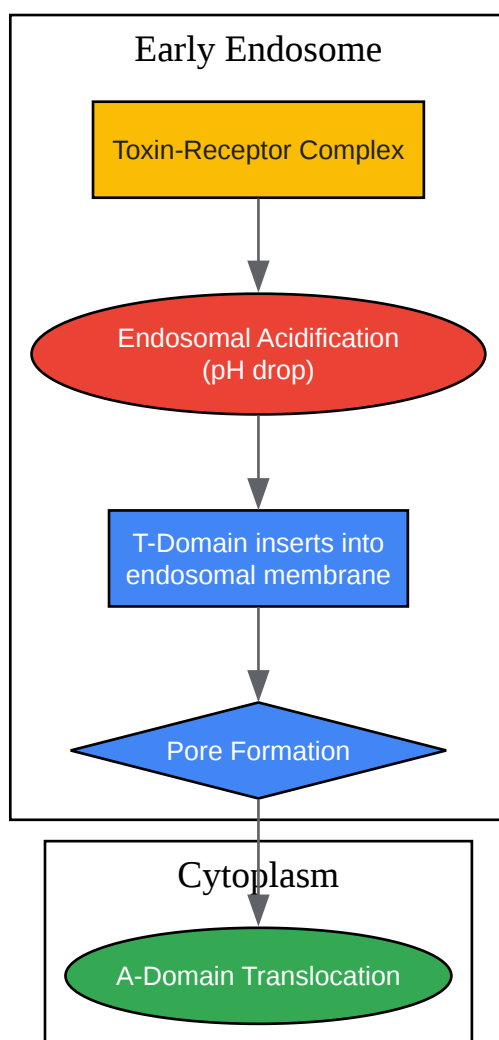 Early Endosome
Toxin-Receptor Complex
Endosomal Acidification
(pH drop)
T-Domain inserts into
endosomal membrane
Pore Formation
Cytoplasm
A-Domain Translocation